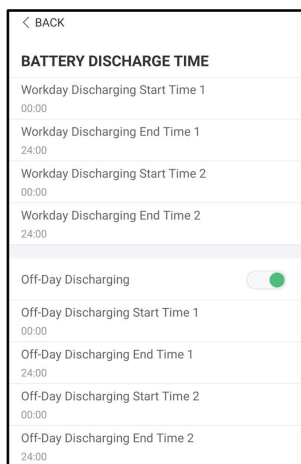 < BACK
BATTERY DISCHARGE TIME
Workday Discharging Start Time 1
00:00
Workday Discharging End Time 1
24:00
Workday Discharging Start Time 2
00:00
Workday Discharging End Time 2
24:00
Off-Day Discharging
Off-Day Discharging Start Time 1
00:00
Off-Day Discharging End Time 1
24:00
Off-Day Discharging Start Time 2
00:00
Off-Day Discharging End Time 2
24:00